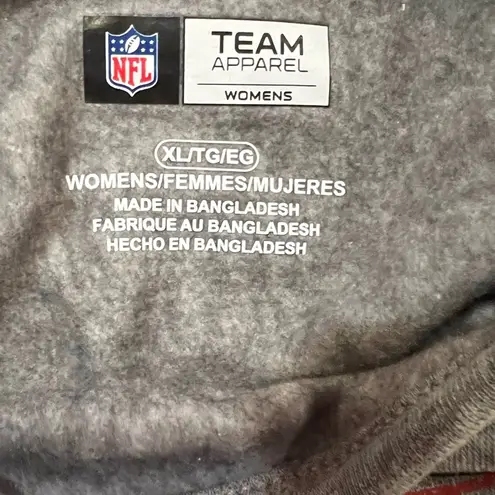 NFL
TEAM
APPAREL
WOMENS
XL/TG/EG
WOMENS/FEMMES/MUJERES
MADE IN BANGLADESH
FABRIQUE AU BANGLADESH
HECHO EN BANGLADESH